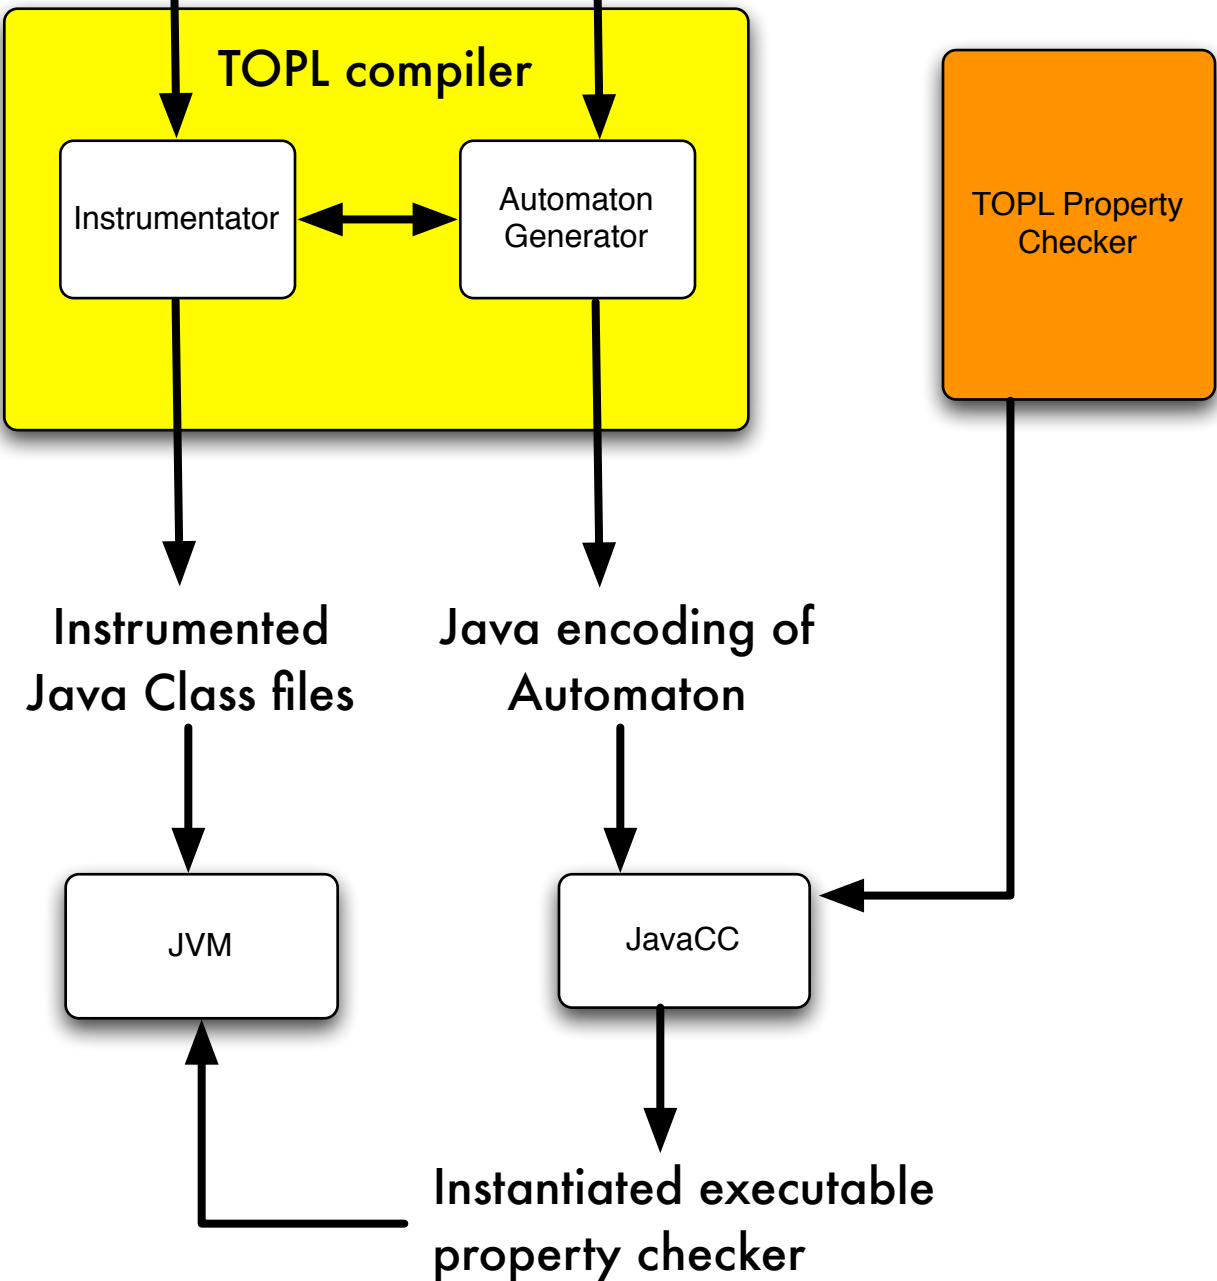 TOPL compiler
Instrumentator
Automaton
Generator
TOPL Property
Checker
Instrumented
Java Class files
Java encoding of
Automaton
JVM
JavaCC
Instantiated executable
property checker